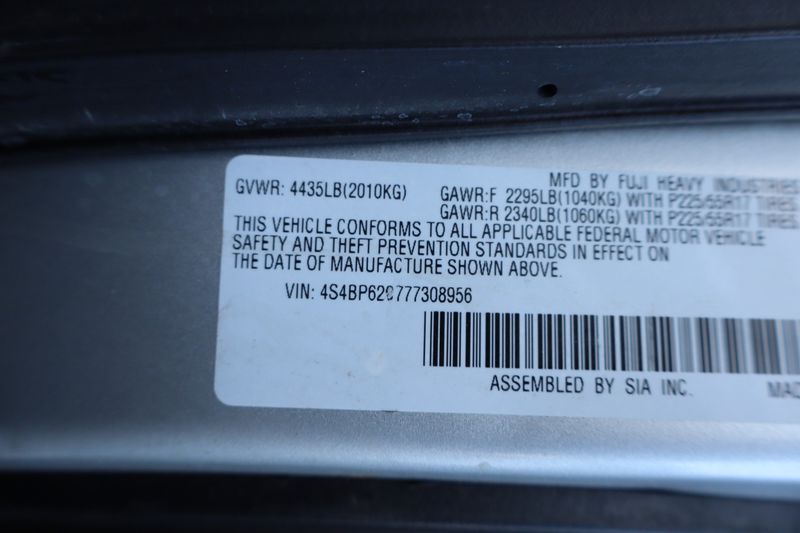 MFD BY FUJI HEAVY INDUSTRIES
GVWR: 4435LB(2010KG)
GAWR:F 2295LB(1040KG) WITH P225/55R17 TIRES
GAWR:R 2340LB(1060KG) WITH P225/55R17 TIRES
THIS VEHICLE CONFORMS TO ALL APPLICABLE FEDERAL MOTOR VEHICLE
SAFETY AND THEFT PREVENTION STANDARDS IN EFFECT ON
THE DATE OF MANUFACTURE SHOWN ABOVE.
VIN: 4S4BP62C777308956
ASSEMBLED BY SIA INC.